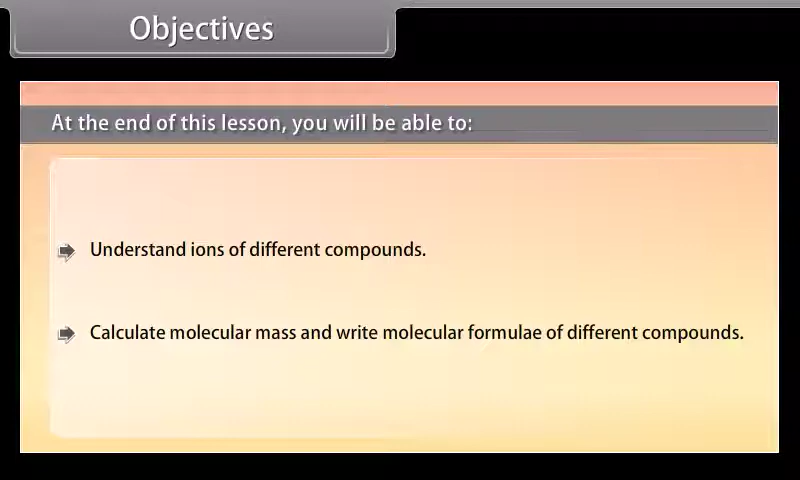 Objectives
At the end of this lesson, you will be able to:
Understand ions of different compounds.
Calculate molecular mass and write molecular formulae of different compounds.